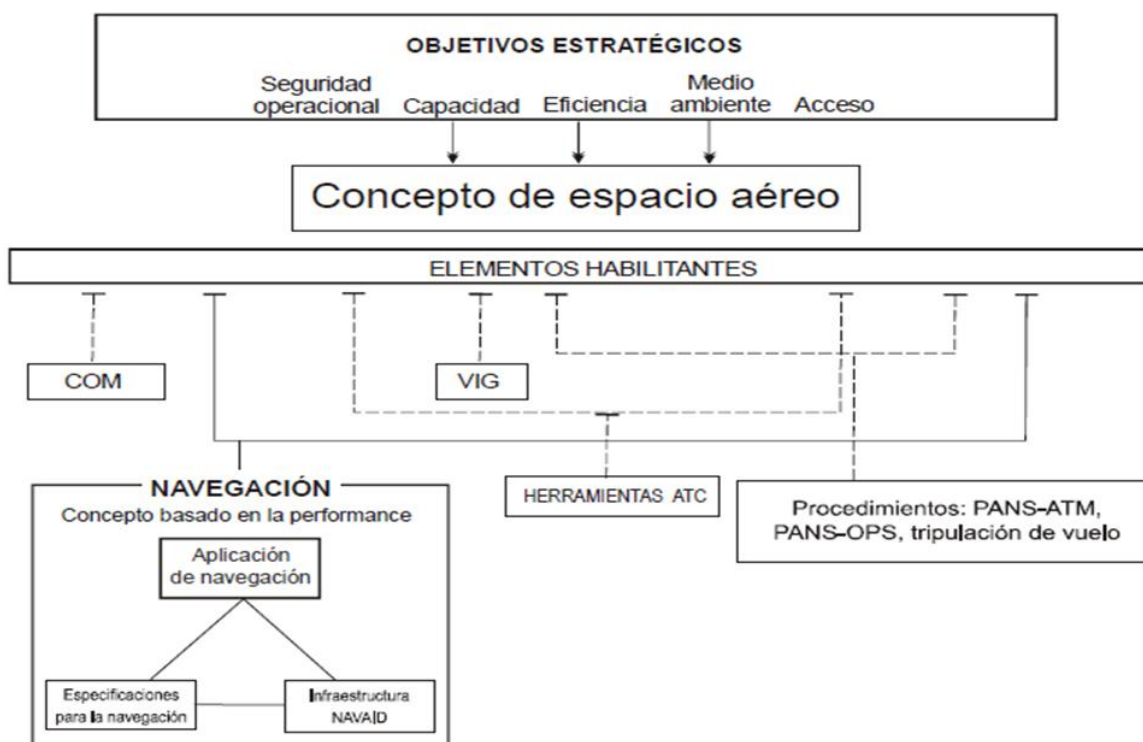 OBJETIVOS ESTRATÉGICOS
Seguridad
operacional
Capacidad
Eficiencia
Medio
ambiente
Acceso
Concepto de espacio aéreo
ELEMENTOS HABILITANTES
COM
VIG
NAVEGACIÓN
Concepto basado en la performance
Aplicación
de navegación
Especificaciones
para la navegación
Infraestructura
NAVAID
HERRAMIENTAS ATC
Procedimientos: PANS-ATM,
PANS-OPS, tripulación de vuelo